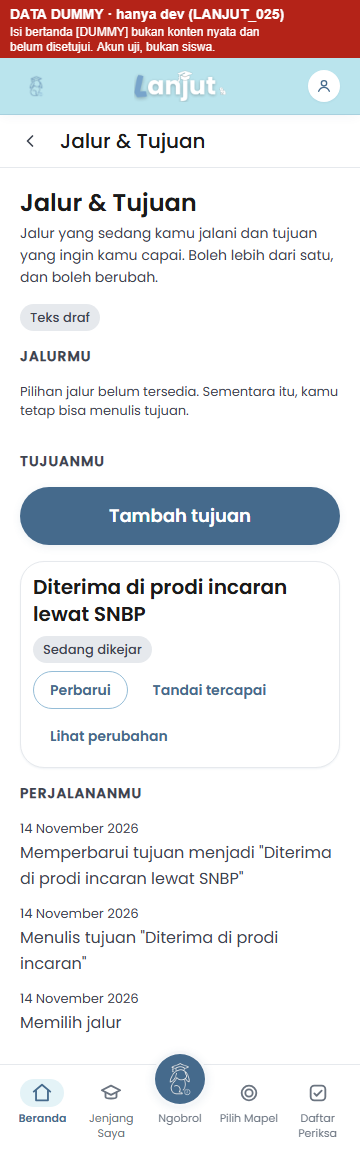 DATA DUMMY · hanya dev (LANJUT_025)
Isi bertanda [DUMMY] bukan konten nyata dan
belum disetujui. Akun uji, bukan siswa.
Lanjut
Jalur & Tujuan
Jalur & Tujuan
Jalur yang sedang kamu jalani dan tujuan
yang ingin kamu capai. Boleh lebih dari satu,
dan boleh berubah.
Teks draf
JALURMU
Pilihan jalur belum tersedia. Sementara itu, kamu
tetap bisa menulis tujuan.
TUJUANMU
Tambah tujuan
Diterima di prodi incaran
lewat SNBP
Sedang dikejar
Perbarui
Tandai tercapai
Lihat perubahan
PERJALANANMU
14 November 2026
Memperbarui tujuan menjadi "Diterima
di prodi incaran lewat SNBP"
14 November 2026
Menulis tujuan "Diterima di prodi
incaran"
14 November 2026
Memilih jalur
Beranda
Jenjang
Saya
Ngobrol
Pilih Mapel
Daftar
Periksa